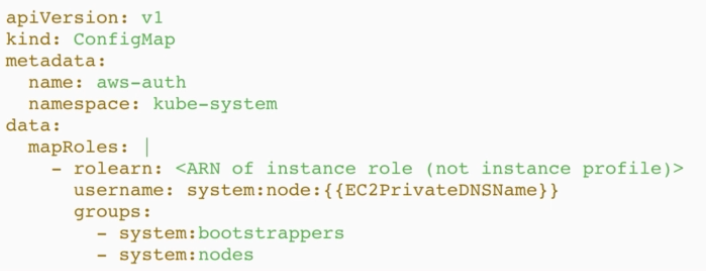 apiVersion: v1
kind: ConfigMap
metadata:
  name: aws-auth
  namespace: kube-system
data:
  mapRoles: |
    - rolearn: <ARN of instance role (not instance profile)>
      username: system:node:{{EC2PrivateDNSName}}
      groups:
        - system:bootstrappers
        - system:nodes